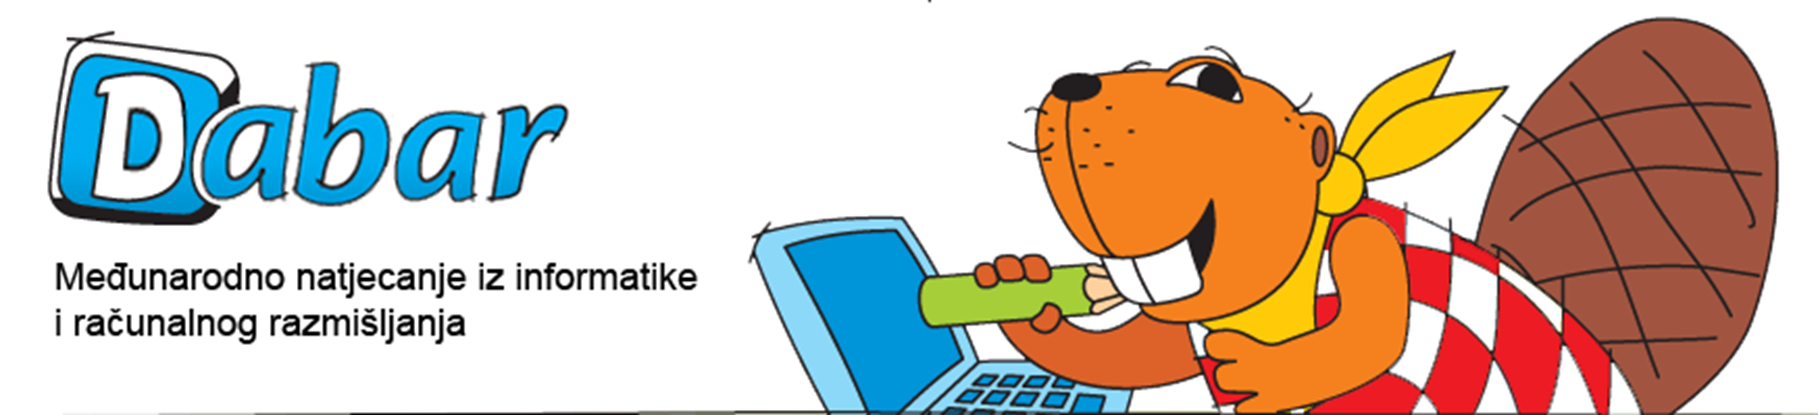 Dabar
Međunarodno natjecanje iz informatike
i računalnog razmišljanja